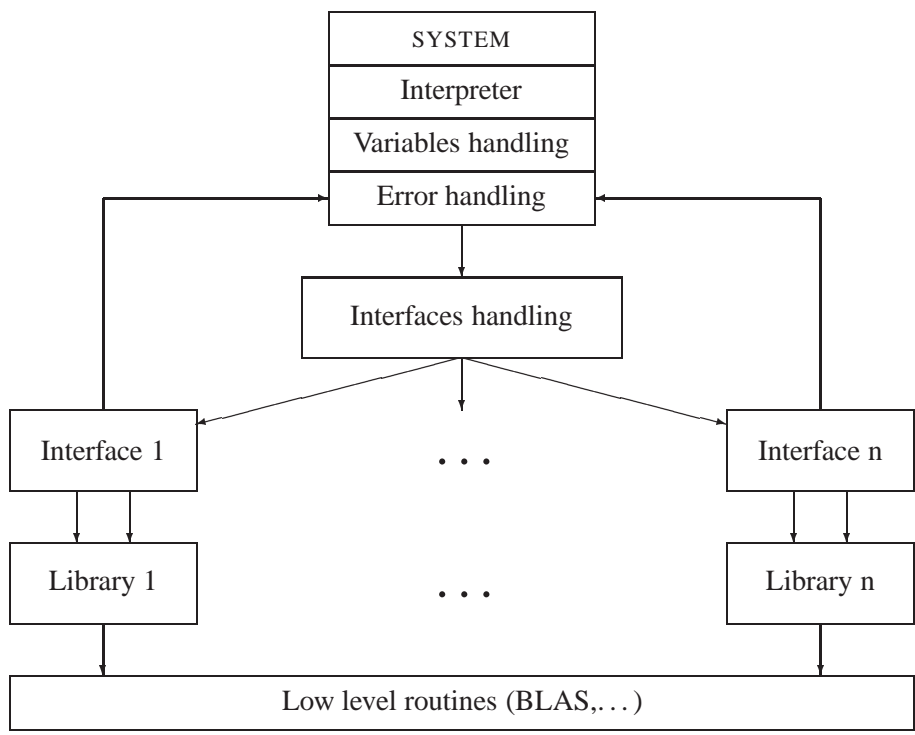 SYSTEM
Interpreter
Variables handling
Error handling
Interfaces handling
Interface 1
. . .
Interface n
Library 1
. . .
Library n
Low level routines (BLAS,. . . )